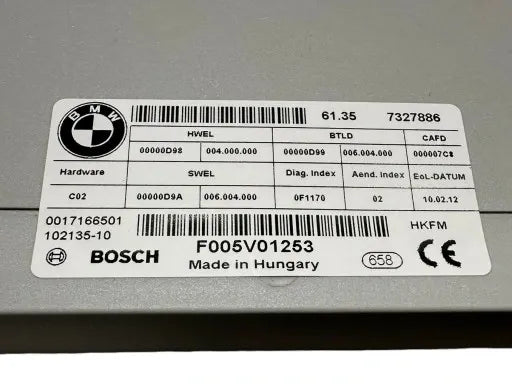 BMW
61.35 7327886
HWEL BTLD CAFD
00000D98 004.000.000 00000D99 006.004.000 000007C8
Hardware SWEL Diag. Index Aend. Index EoL-DATUM
C02 00000D9A 006.004.000 0F1170 02 10.02.12
0017166501
102135-10 HKFM
BOSCH F005V01253
Made in Hungary 658 CE